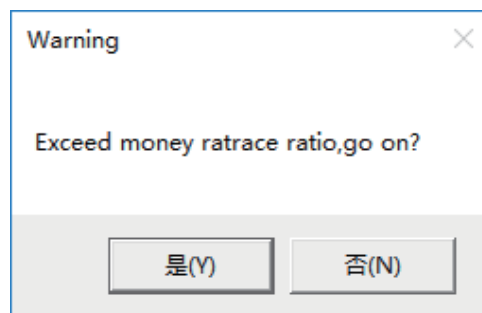 Warning
Exceed money ratrace ratio,go on?
是(Y)
否(N)